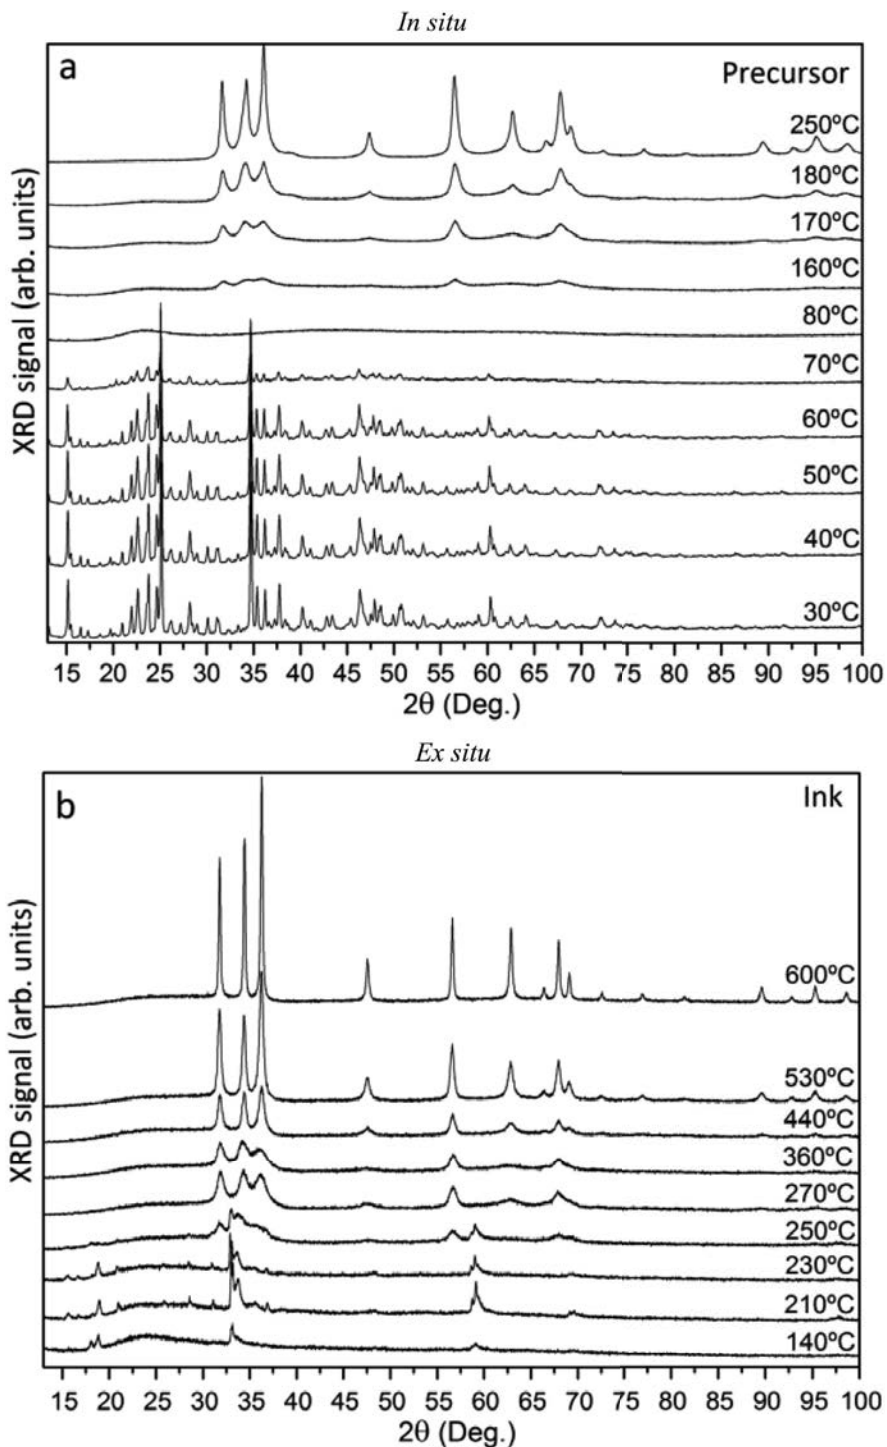 In situ
a
Precursor
250ºC
180ºC
170ºC
160ºC
80ºC
70ºC
60ºC
50ºC
40ºC
30ºC
XRD signal (arb. units)
15 20 25 30 35 40 45 50 55 60 65 70 75 80 85 90 95 100
2θ (Deg.)
Ex situ
b
Ink
600ºC
530ºC
440ºC
360ºC
270ºC
250ºC
230ºC
210ºC
140ºC
XRD signal (arb. units)
15 20 25 30 35 40 45 50 55 60 65 70 75 80 85 90 95 100
2θ (Deg.)